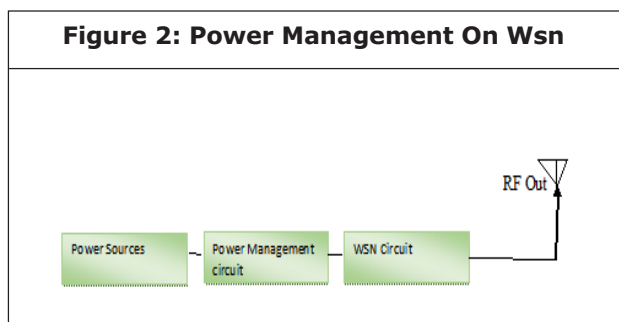 Figure 2: Power Management On Wsn
RF Out
Power Sources
Power Management
circuit
WSN Circuit